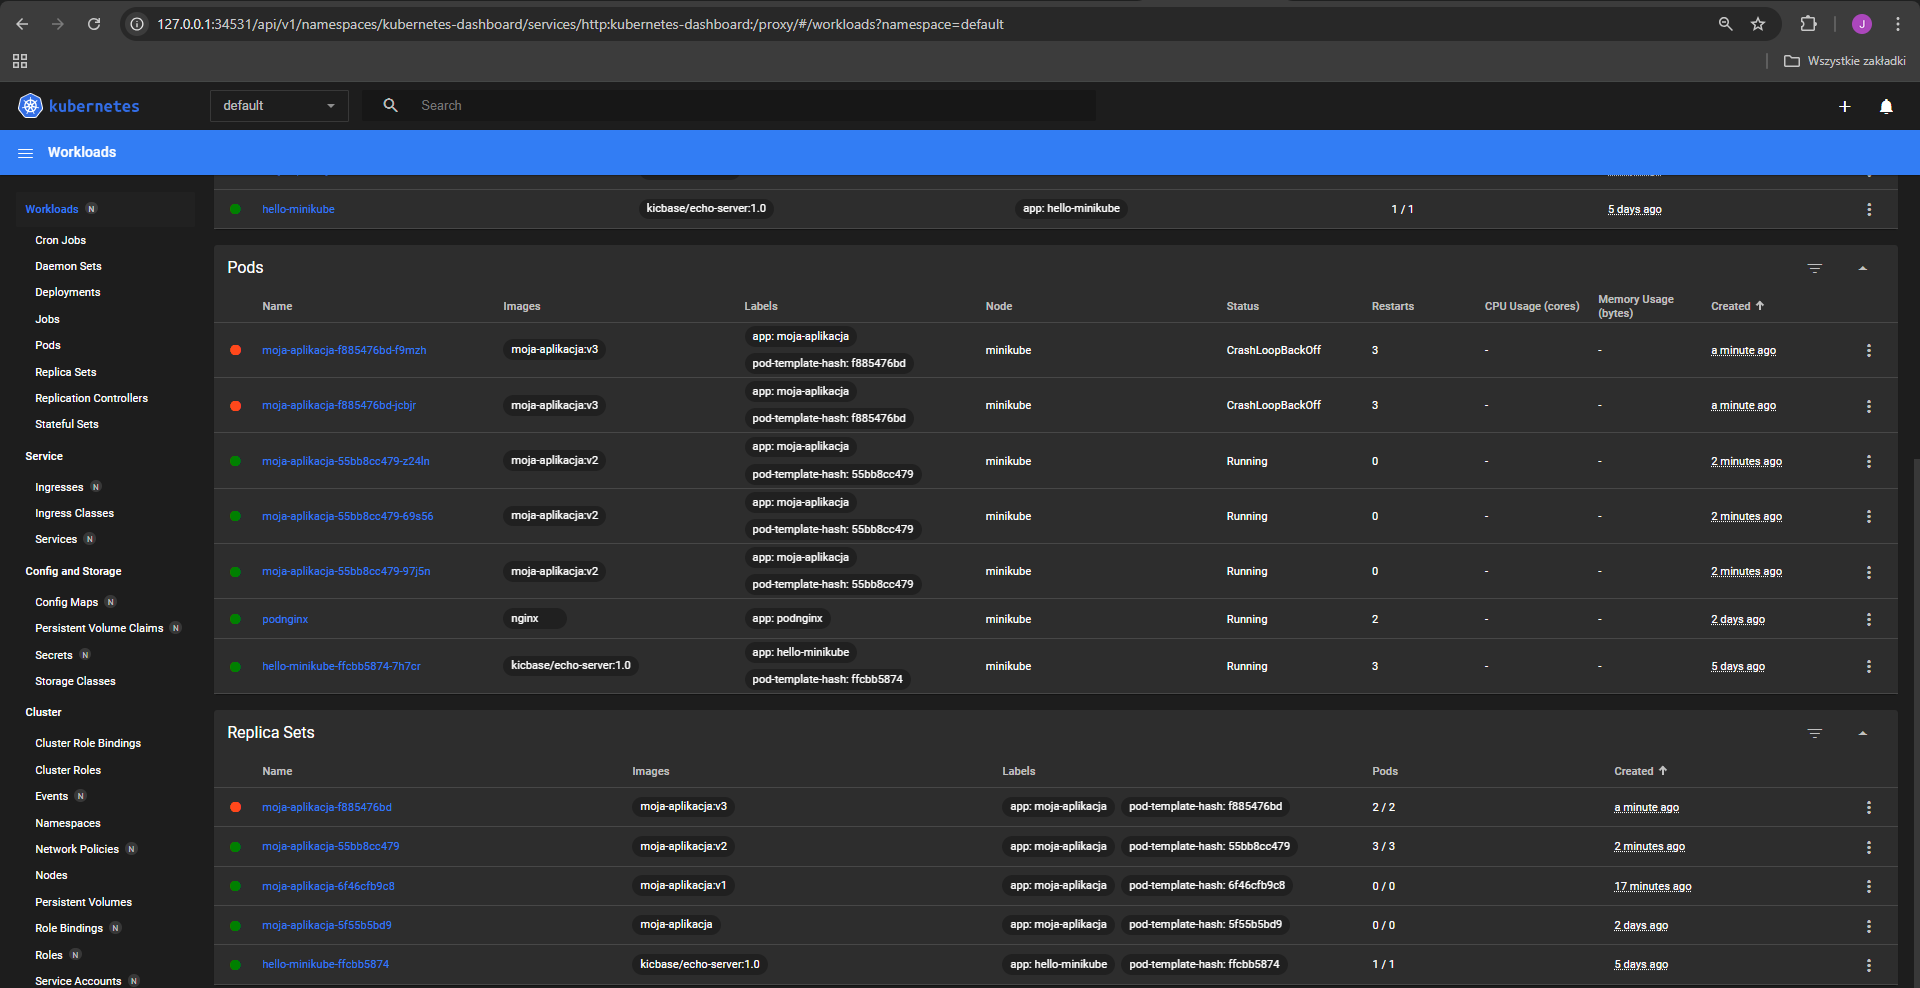 127.0.0.1:34531/api/v1/namespaces/kubernetes-dashboard/services/http:kubernetes-dashboard:/proxy/#/workloads?namespace=default
J
Wszystkie zakładki
kubernetes
default
Search
Workloads
Workloads N
Cron Jobs
Daemon Sets
Deployments
Jobs
Pods
Replica Sets
Replication Controllers
Stateful Sets
Service
Ingresses N
Ingress Classes
Services N
Config and Storage
Config Maps N
Persistent Volume Claims N
Secrets N
Storage Classes
Cluster
Cluster Role Bindings
Cluster Roles
Events N
Namespaces
Network Policies N
Nodes
Persistent Volumes
Role Bindings N
Roles N
Service Accounts N
hello-minikube kicbase/echo-server:1.0 app: hello-minikube 1 / 1 5 days ago
Pods
Name Images Labels Node Status Restarts CPU Usage (cores) Memory Usage (bytes) Created
moja-aplikacja-f885476bd-f9mzh moja-aplikacja:v3 app: moja-aplikacja pod-template-hash: f885476bd minikube CrashLoopBackOff 3 - - a minute ago
moja-aplikacja-f885476bd-jcbjr moja-aplikacja:v3 app: moja-aplikacja pod-template-hash: f885476bd minikube CrashLoopBackOff 3 - - a minute ago
moja-aplikacja-55bb8cc479-z24ln moja-aplikacja:v2 app: moja-aplikacja pod-template-hash: 55bb8cc479 minikube Running 0 - - 2 minutes ago
moja-aplikacja-55bb8cc479-69s56 moja-aplikacja:v2 app: moja-aplikacja pod-template-hash: 55bb8cc479 minikube Running 0 - - 2 minutes ago
moja-aplikacja-55bb8cc479-97j5n moja-aplikacja:v2 app: moja-aplikacja pod-template-hash: 55bb8cc479 minikube Running 0 - - 2 minutes ago
podnginx nginx app: podnginx minikube Running 2 - - 2 days ago
hello-minikube-ffcbb5874-7h7cr kicbase/echo-server:1.0 app: hello-minikube pod-template-hash: ffcbb5874 minikube Running 3 - - 5 days ago
Replica Sets
Name Images Labels Pods Created
moja-aplikacja-f885476bd moja-aplikacja:v3 app: moja-aplikacja pod-template-hash: f885476bd 2 / 2 a minute ago
moja-aplikacja-55bb8cc479 moja-aplikacja:v2 app: moja-aplikacja pod-template-hash: 55bb8cc479 3 / 3 2 minutes ago
moja-aplikacja-6f46cfb9c8 moja-aplikacja:v1 app: moja-aplikacja pod-template-hash: 6f46cfb9c8 0 / 0 17 minutes ago
moja-aplikacja-5f55b5bd9 moja-aplikacja app: moja-aplikacja pod-template-hash: 5f55b5bd9 0 / 0 2 days ago
hello-minikube-ffcbb5874 kicbase/echo-server:1.0 app: hello-minikube pod-template-hash: ffcbb5874 1 / 1 5 days ago